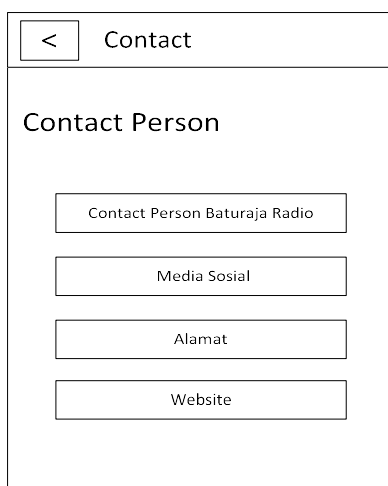 < Contact
Contact Person
Contact Person Baturaja Radio
Media Sosial
Alamat
Website